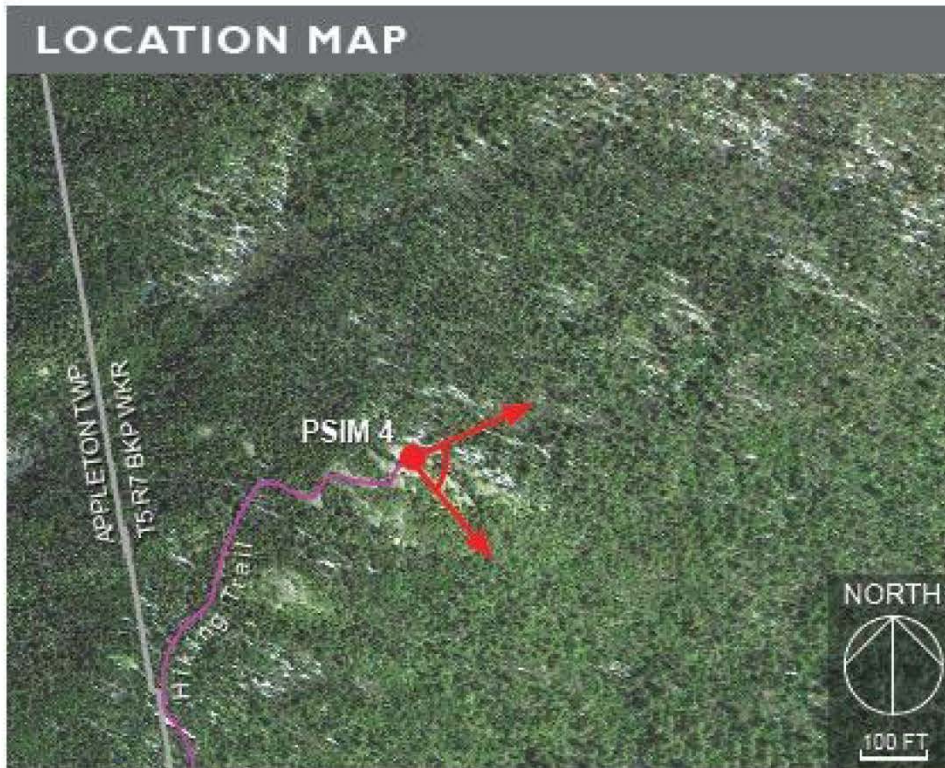 LOCATION MAP
APPLETON TWP
T5 R7 BKP WKR
PSIM 4
Hiking Trail
NORTH
100 FT